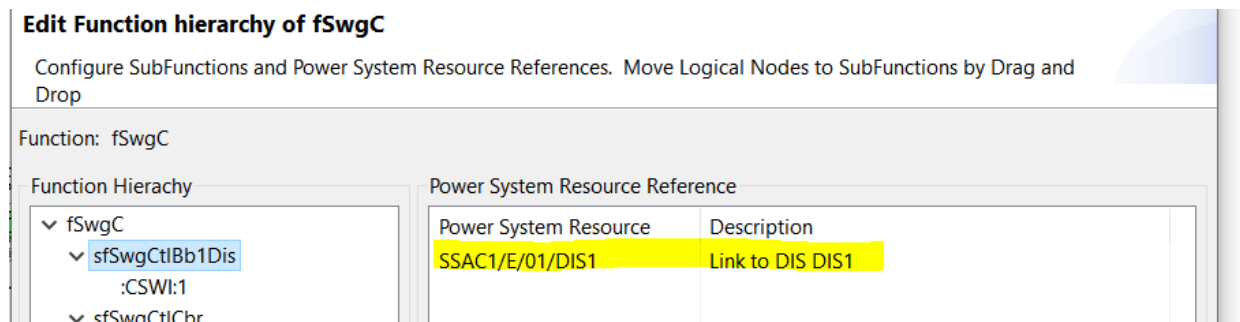 Edit Function hierarchy of fSwgC
Configure SubFunctions and Power System Resource References. Move Logical Nodes to SubFunctions by Drag and
Drop
Function: fSwgC
Function Hierachy
fSwgC
sfSwgCtlBb1Dis
:CSWI:1
sfSwgCtlCbr
Power System Resource Reference
Power System Resource Description
SSAC1/E/01/DIS1 Link to DIS DIS1